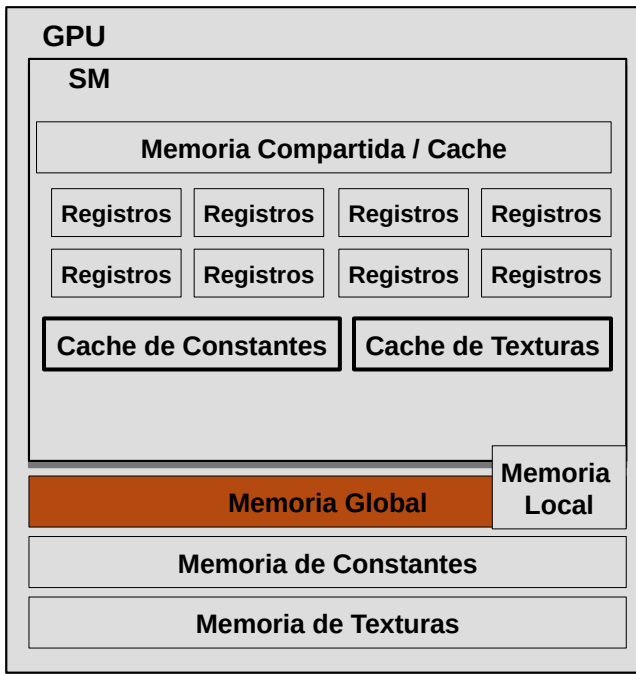 GPU
SM
Memoria Compartida / Cache
Registros Registros Registros Registros
Registros Registros Registros Registros
Cache de Constantes Cache de Texturas
Memoria
Local
Memoria Global
Memoria de Constantes
Memoria de Texturas